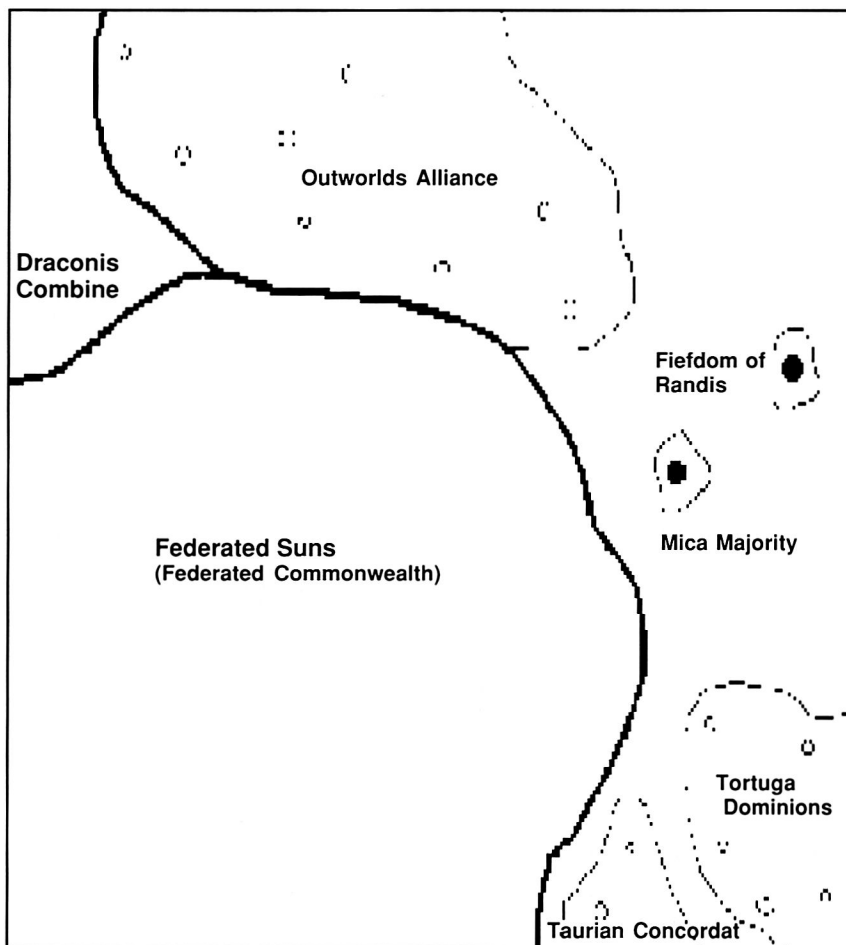 Outworlds Alliance
Draconis
Combine
Fiefdom of
Randis
Federated Suns
(Federated Commonwealth)
Mica Majority
Tortuga
Dominions
Taurian Concordat